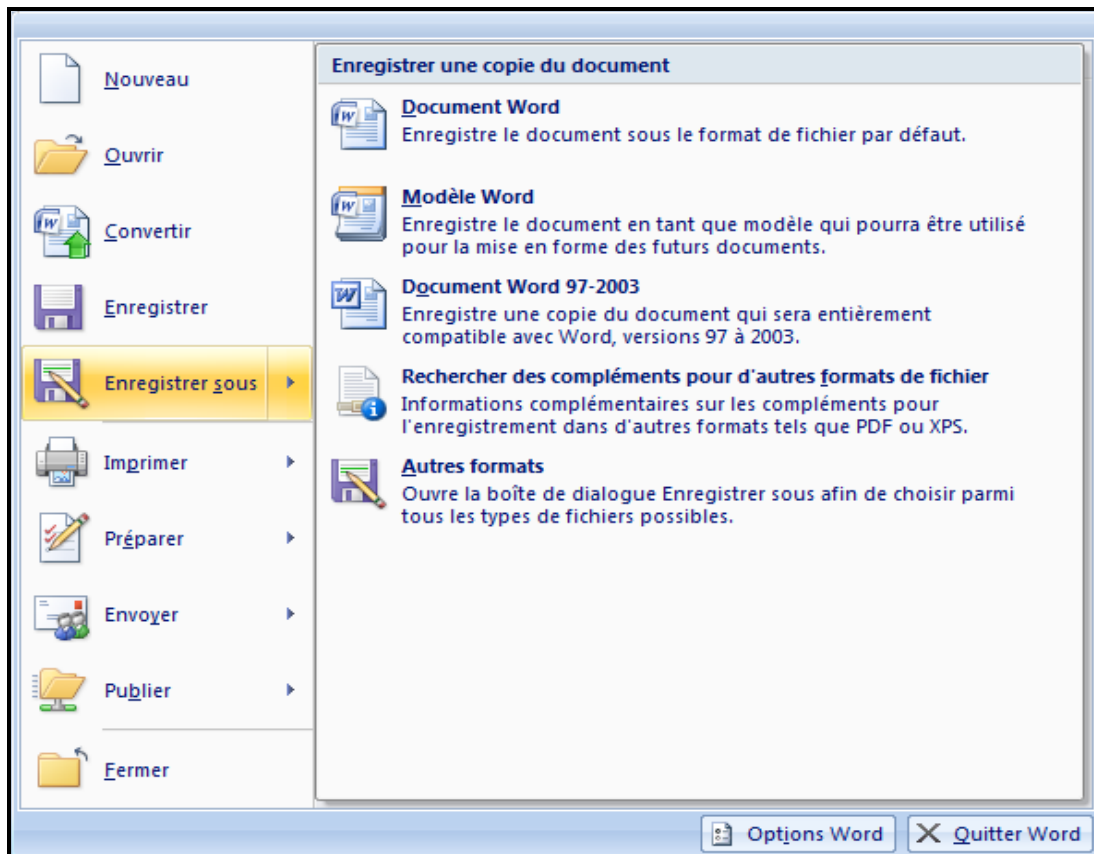 Nouveau
Ouvrir
Convertir
Enregistrer
Enregistrer sous
Imprimer
Préparer
Envoyer
Publier
Fermer
Enregistrer une copie du document
Document Word
Enregistre le document sous le format de fichier par défaut.
Modèle Word
Enregistre le document en tant que modèle qui pourra être utilisé
pour la mise en forme des futurs documents.
Document Word 97-2003
Enregistre une copie du document qui sera entièrement
compatible avec Word, versions 97 à 2003.
Rechercher des compléments pour d'autres formats de fichier
Informations complémentaires sur les compléments pour
l'enregistrement dans d'autres formats tels que PDF ou XPS.
Autres formats
Ouvre la boîte de dialogue Enregistrer sous afin de choisir parmi
tous les types de fichiers possibles.
Options Word
Quitter Word